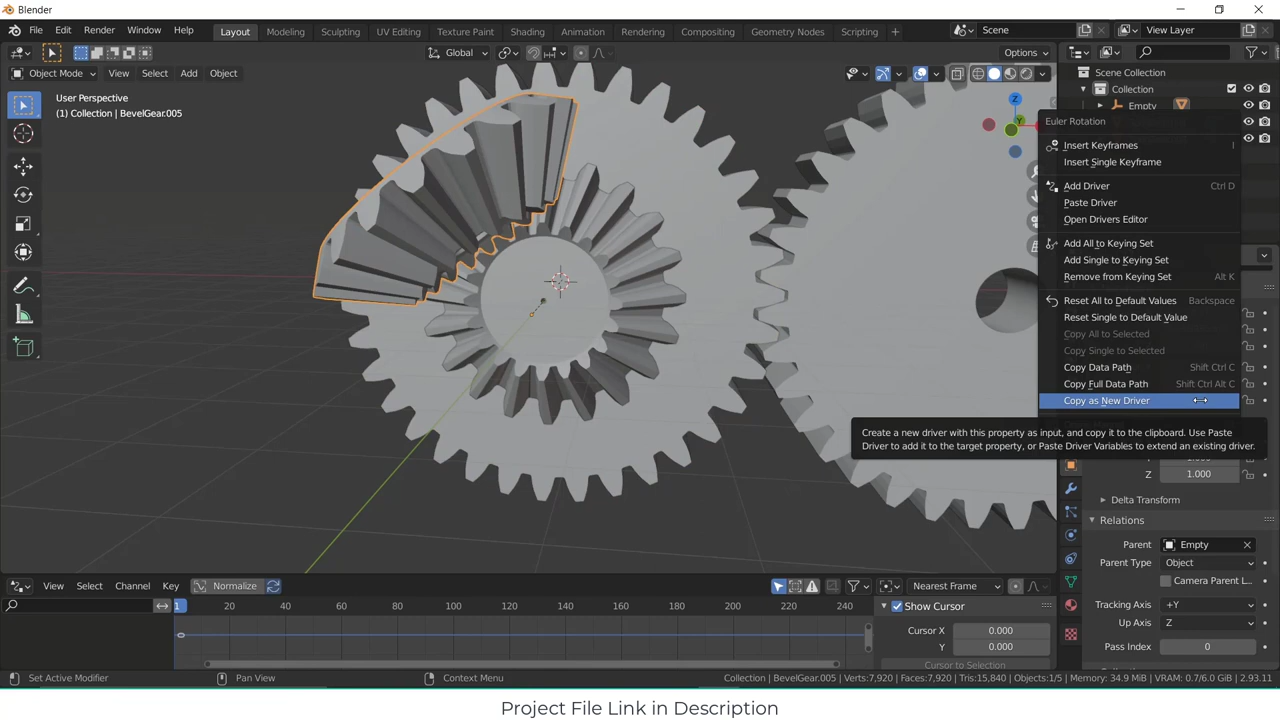 Blender
File Edit Render Window Help
Layout Modeling Sculpting UV Editing Texture Paint Shading Animation Rendering Compositing Geometry Nodes Scripting +
Scene
View Layer
Global
Options
Object Mode View Select Add Object
User Perspective
(1) Collection | BevelGear.005
Z
Y
Scene Collection
Collection
Empty
Euler Rotation
Insert Keyframes I
Insert Single Keyframe
Add Driver Ctrl D
Paste Driver
Open Drivers Editor
Add All to Keying Set
Add Single to Keying Set
Remove from Keying Set Alt K
Reset All to Default Values Backspace
Reset Single to Default Value
Copy All to Selected
Copy Single to Selected
Copy Data Path Shift Ctrl C
Copy Full Data Path Shift Ctrl Alt C
Copy as New Driver
Create a new driver with this property as input, and copy it to the clipboard. Use Paste
Driver to add it to the target property, or Paste Driver Variables to extend an existing driver.
Z 1.000
Delta Transform
Relations
Parent Empty
Parent Type Object
Camera Parent L...
Tracking Axis +Y
Up Axis Z
Pass Index 0
View Select Channel Key Normalize
Nearest Frame
1 20 40 60 80 100 120 140 160 180 200 220 240
Show Cursor
Cursor X 0.000
Y 0.000
Cursor to Selection
Set Active Modifier
Pan View
Context Menu
Collection | BevelGear.005 | Verts:7,920 | Faces:7,920 | Tris:15,840 | Objects:1/5 | Memory: 34.9 MiB | VRAM: 0.7/6.0 GiB | 2.93.11
Project File Link in Description